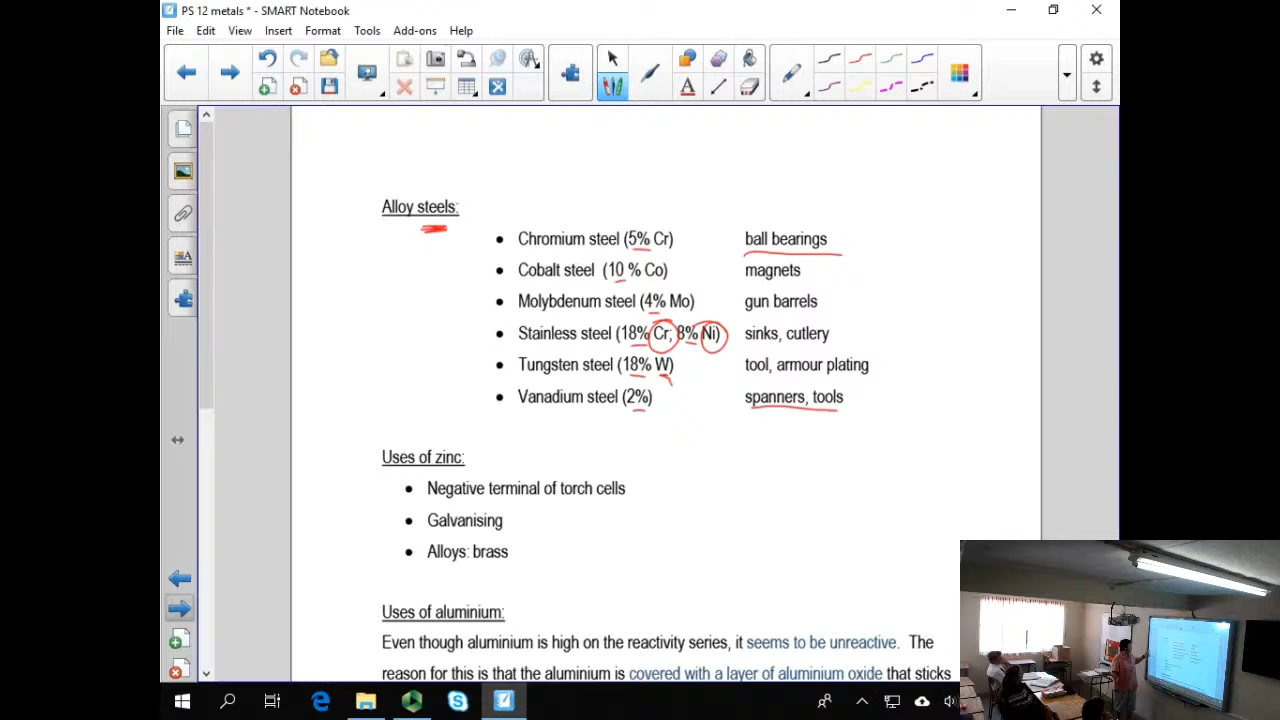 PS 12 metals * - SMART Notebook
File Edit View Insert Format Tools Add-ons Help
Alloy steels:
• Chromium steel (5% Cr) ball bearings
• Cobalt steel (10 % Co) magnets
• Molybdenum steel (4% Mo) gun barrels
• Stainless steel (18% Cr; 8% Ni) sinks, cutlery
• Tungsten steel (18% W) tool, armour plating
• Vanadium steel (2%) spanners, tools
Uses of zinc:
• Negative terminal of torch cells
• Galvanising
• Alloys: brass
Uses of aluminium:
Even though aluminium is high on the reactivity series, it seems to be unreactive. The
reason for this is that the aluminium is covered with a layer of aluminium oxide that sticks